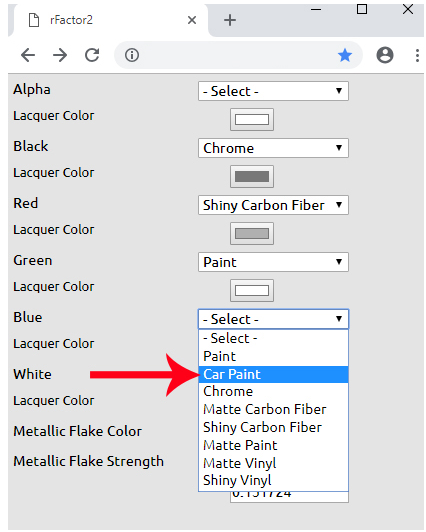 rFactor2
Alpha
- Select -
Lacquer Color
Black
Chrome
Lacquer Color
Red
Shiny Carbon Fiber
Lacquer Color
Green
Paint
Lacquer Color
Blue
- Select -
- Select -
Lacquer Color
Paint
White
Car Paint
Chrome
Lacquer Color
Matte Carbon Fiber
Shiny Carbon Fiber
Metallic Flake Color
Matte Paint
Metallic Flake Strength
Matte Vinyl
Shiny Vinyl
0.151724